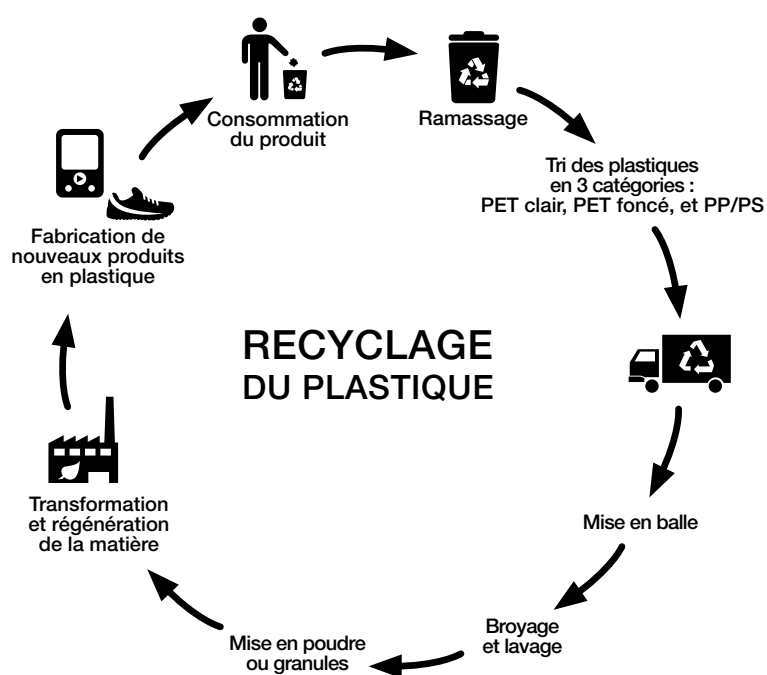 Consommation
du produit
Ramassage
Tri des plastiques
en 3 catégories :
PET clair, PET foncé, et PP/PS
Mise en balle
Broyage
et lavage
Mise en poudre
ou granules
Transformation
et régénération
de la matière
Fabrication de
nouveaux produits
en plastique
RECYCLAGE
DU PLASTIQUE